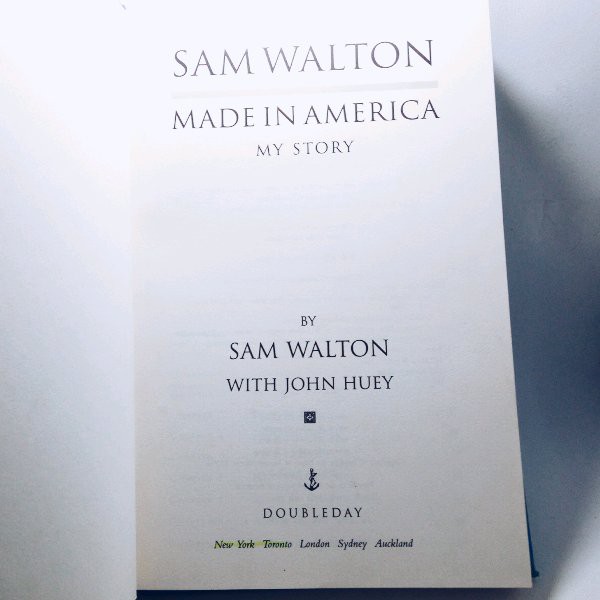 SAM WALTON
MADE IN AMERICA
MY STORY
BY
SAM WALTON
WITH JOHN HUEY
DOUBLEDAY
New York Toronto London Sydney Auckland